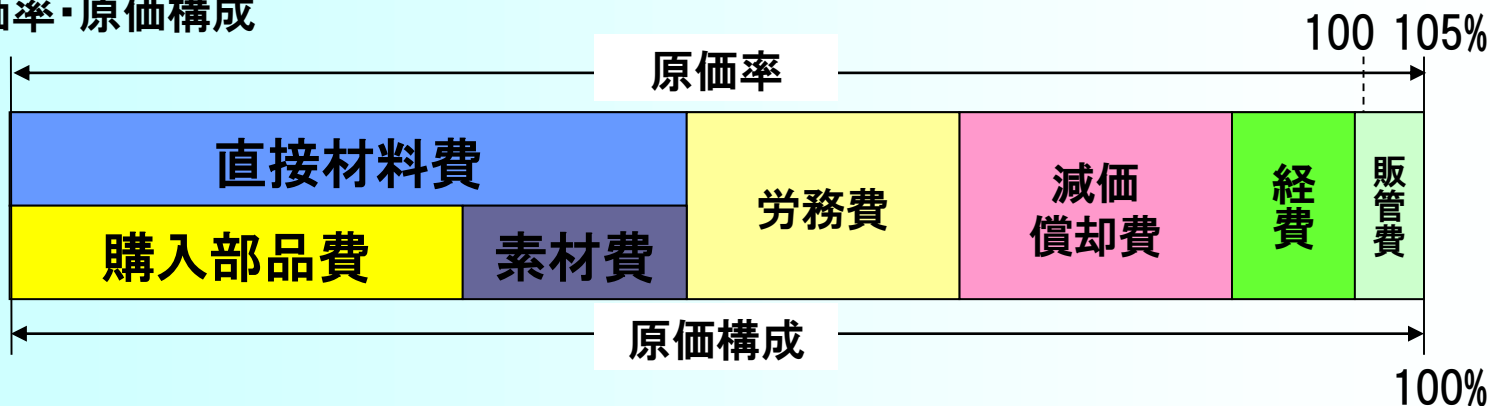 価率・原価構成
100 105%
原価率
直接材料費
購入部品費
素材費
労務費
減価
償却費
経費
販管費
原価構成
100%